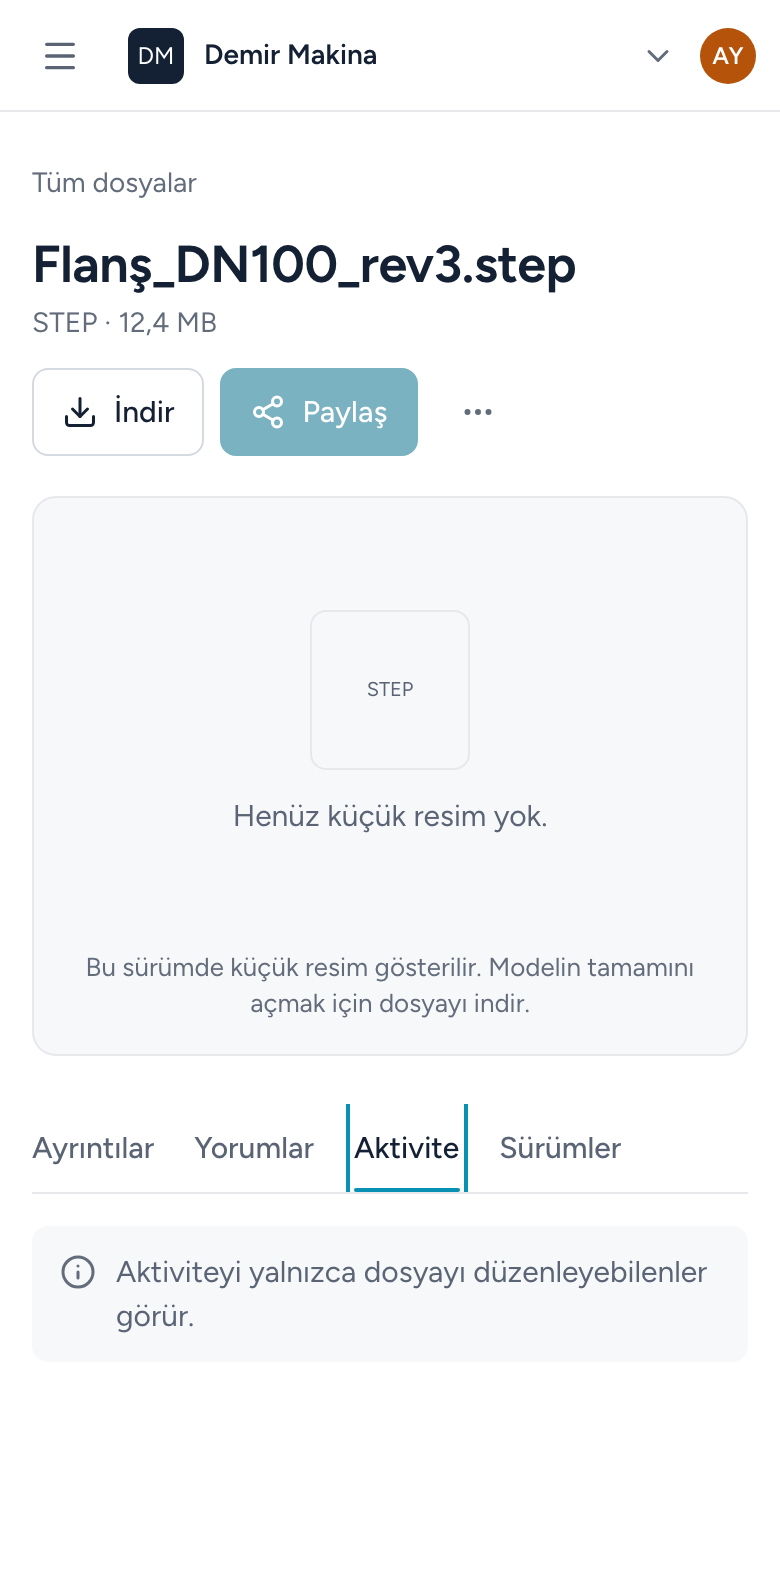 DM Demir Makina AY
Tüm dosyalar
Flanş_DN100_rev3.step
STEP · 12,4 MB
İndir Paylaş
STEP
Henüz küçük resim yok.
Bu sürümde küçük resim gösterilir. Modelin tamamını
açmak için dosyayı indir.
Ayrıntılar Yorumlar Aktivite Sürümler
Aktiviteyi yalnızca dosyayı düzenleyebilenler
görür.